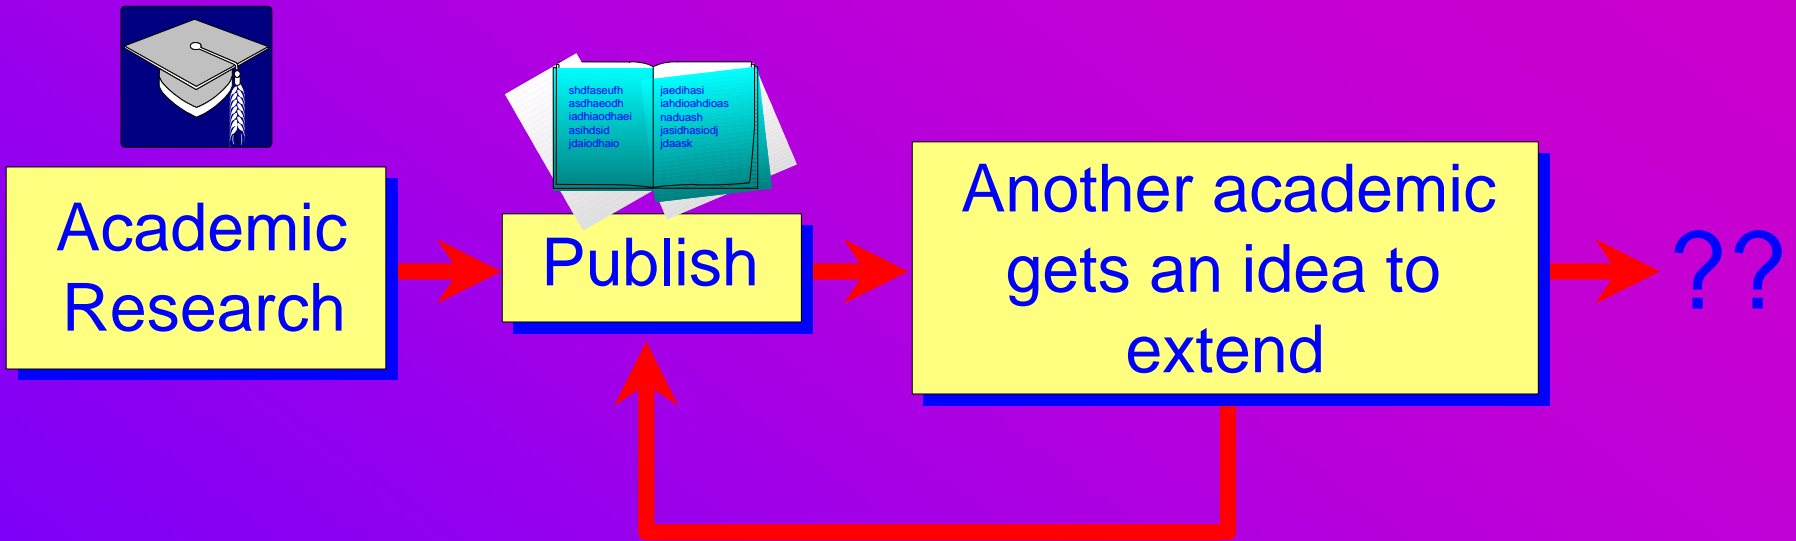 shdfaseufh
asdhaeodh
iadhiaodhaei
asihdsid
jdaiodhaio
jaedihasi
iahdioahdioas
naduash
jasidhasiodj
jdaask
Academic
Research
Publish
Another academic
gets an idea to
extend
??